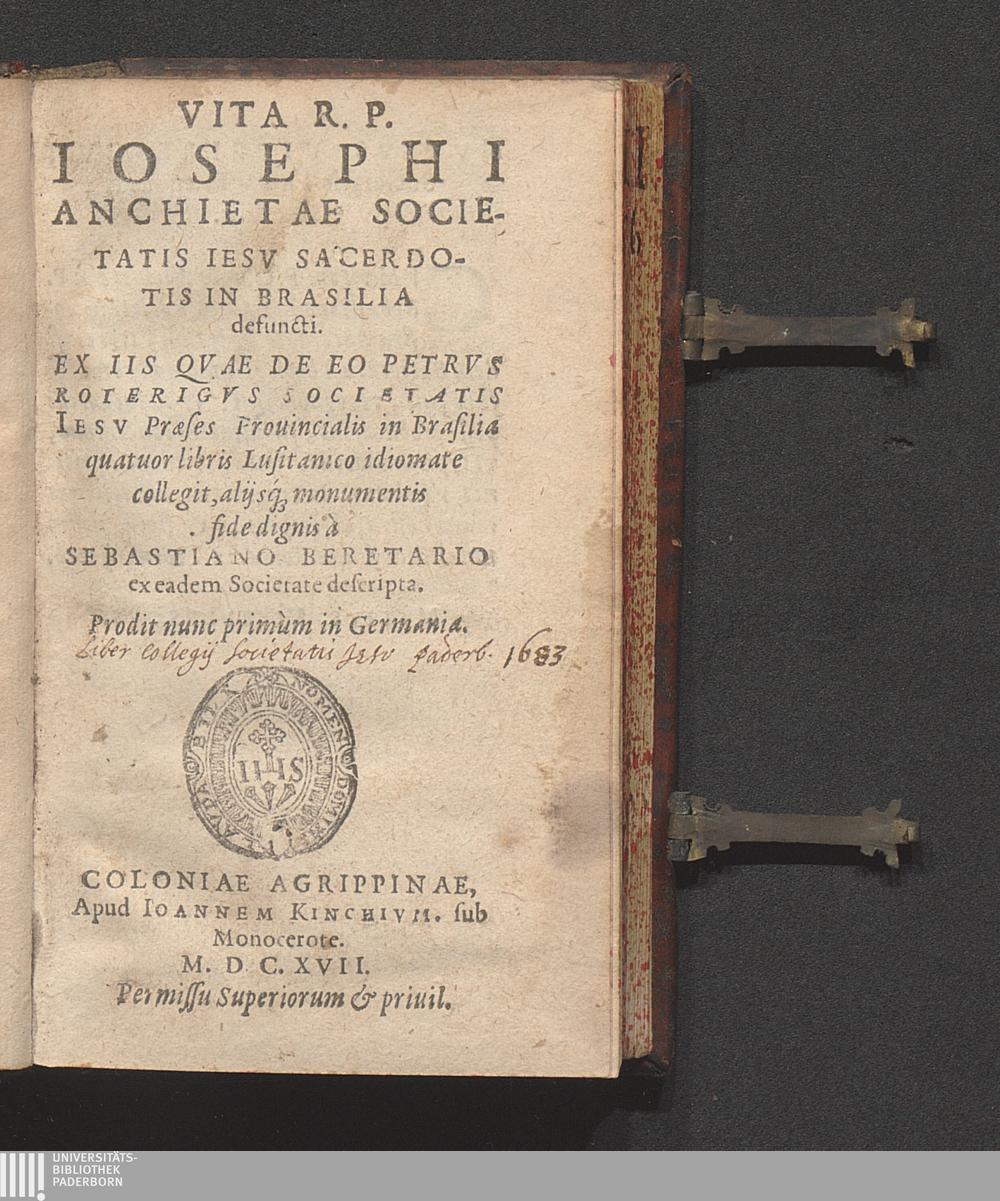 VITA R. P.
IOSEPHI
ANCHIETAE SOCIE-
TATIS IESV SACERDO-
TIS IN BRASILIA
defuncti.
EX IIS QVAE DE EO PETRVS
ROTERIGVS SOCIETATIS
IESV Præses Prouincialis in Brasilia
quatuor libris Lusitanico idiomate
collegit, alijsq́; monumentis
fide dignis à
SEBASTIANO BERETARIO
ex eadem Societate descripta.
Prodit nunc primùm in Germania.
Liber Collegij Societatis Jesu Paderb. 1683
NOMEN DOMINI
IHS
COLONIAE AGRIPPINAE,
Apud IOANNEM KINCHIVM. sub
Monocerote.
M. D C. XVII.
Permissu Superiorum & priuil.
UNIVERSITÄTS-
BIBLIOTHEK
PADERBORN